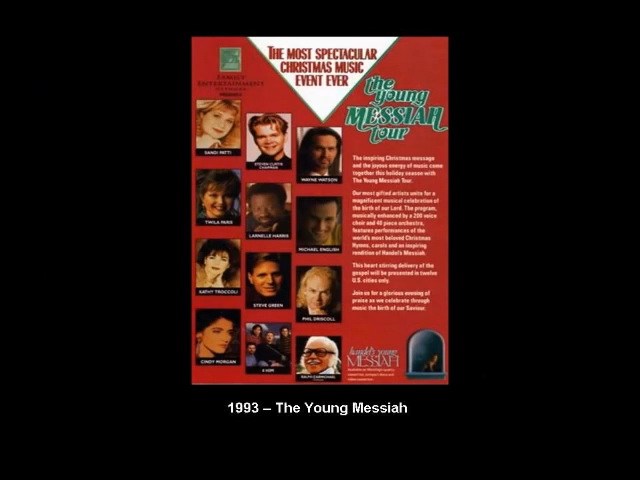 THE MOST SPECTACULAR
CHRISTMAS MUSIC
EVENT EVER
FAMILY
ENTERTAINMENT
NETWORK
PRESENTS
the
young
MESSIAH
tour
SANDI PATTI
STEVEN CURTIS
CHAPMAN
WAYNE WATSON
TWILA PARIS
LARNELLE HARRIS
MICHAEL ENGLISH
KATHY TROCCOLI
STEVE GREEN
PHIL DRISCOLL
CINDY MORGAN
4 HIM
RALPH CARMICHAEL
The inspiring Christmas message
and the joyous energy of music come
together this holiday season with
The Young Messiah Tour.
Our most gifted artists unite for a
magnificent musical celebration of
the birth of our Lord. The program,
musically enhanced by a 200 voice
choir and 40 piece orchestra,
features performances of the
world's most beloved Christmas
Hymns, carols and an inspiring
rendition of Handel's Messiah.
This heart stirring delivery of the
gospel will be presented in twelve
U.S. cities only.
Join us for a glorious evening of
praise as we celebrate through
music the birth of our Saviour.
handel's young
MESSIAH
1993 – The Young Messiah